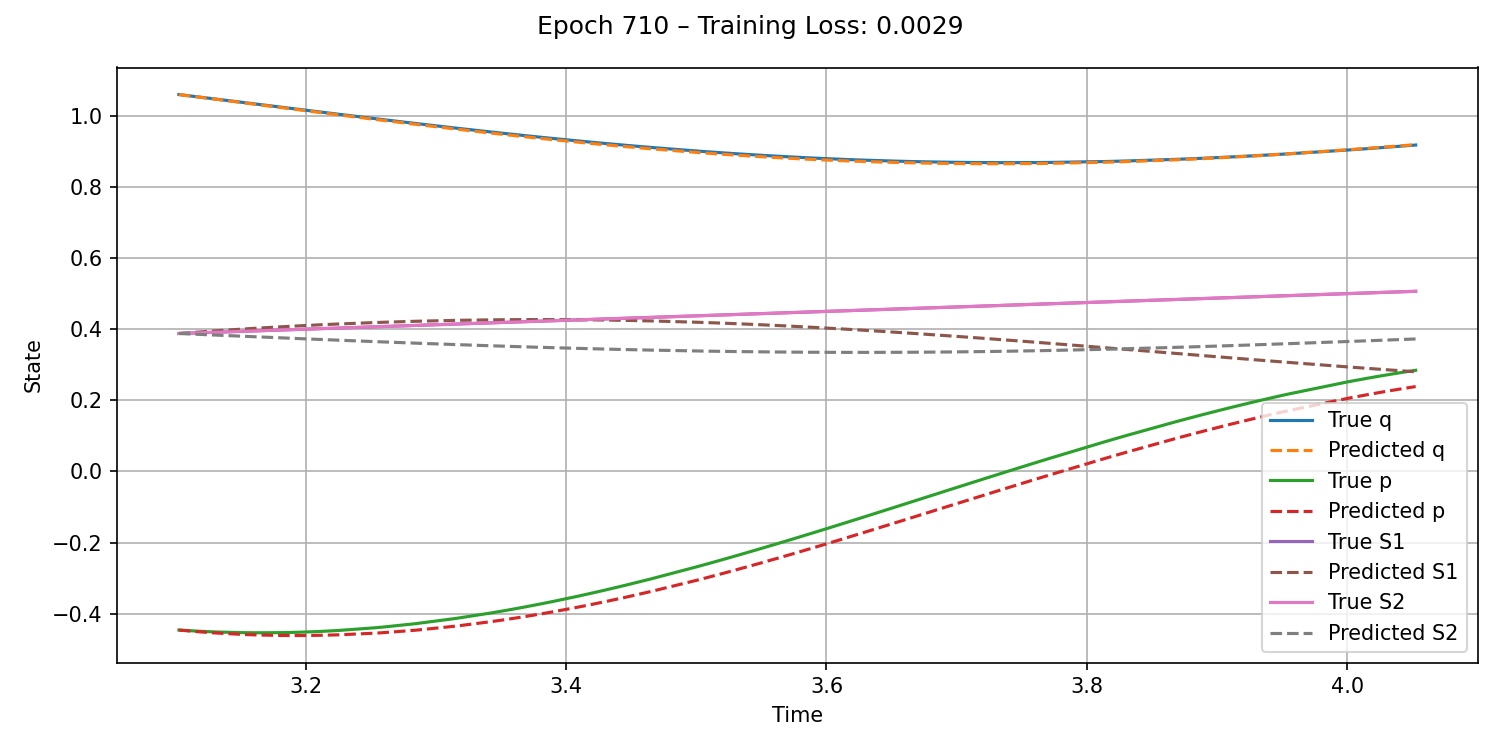 Epoch 710 – Training Loss: 0.0029
State
1.0
0.8
0.6
0.4
0.2
0.0
−0.2
−0.4
3.2
3.4
3.6
3.8
4.0
Time
True q
Predicted q
True p
Predicted p
True S1
Predicted S1
True S2
Predicted S2